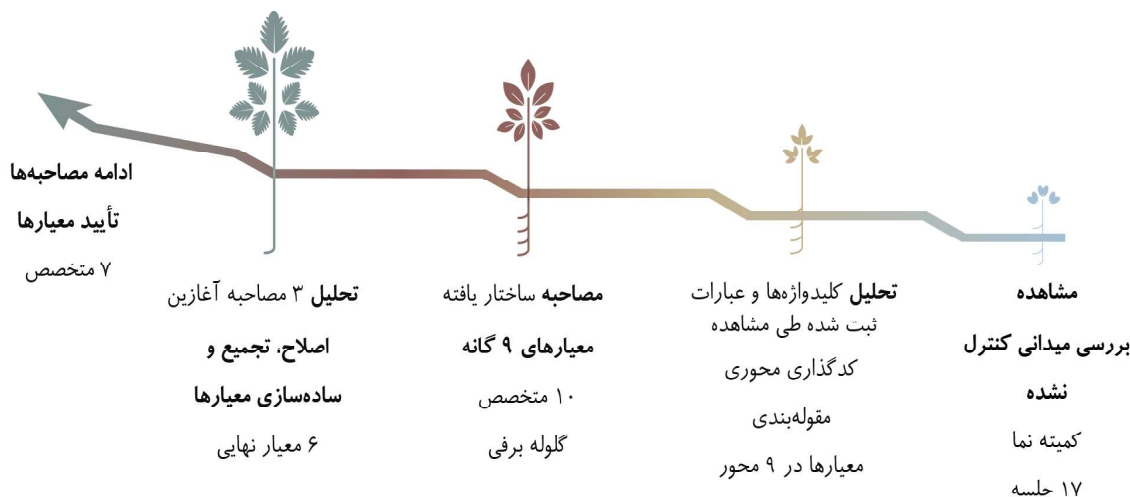 مشاهده
بررسی میدانی کنترل
نشده
کمیته نما
۱۷ جلسه
تحلیل کلیدواژه‌ها و عبارات
ثبت شده طی مشاهده
کدگذاری محوری
مقوله‌بندی
معیارها در ۹ محور
مصاحبه ساختار یافته
معیارهای ۹ گانه
۱۰ متخصص
گلوله برفی
تحلیل ۳ مصاحبه آغازین
اصلاح، تجمیع و
ساده‌سازی معیارها
۶ معیار نهایی
ادامه مصاحبه‌ها
تأیید معیارها
۷ متخصص